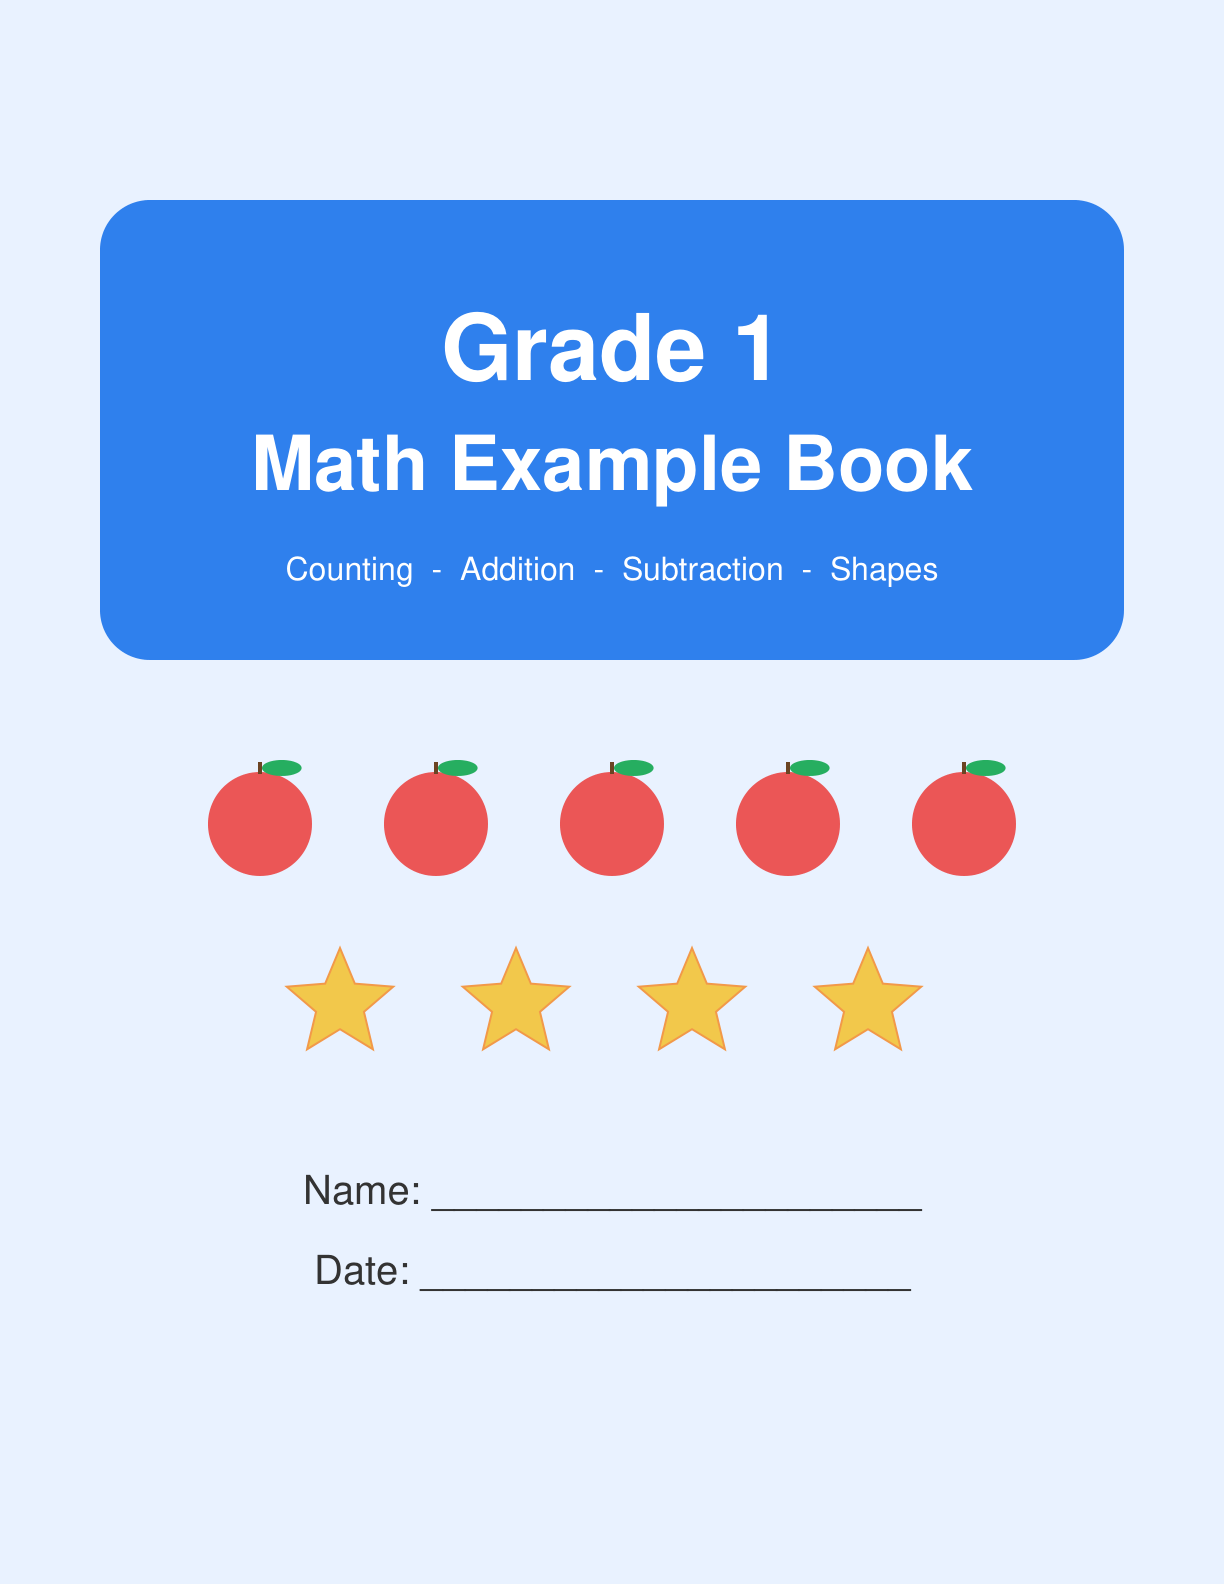 Grade 1
Math Example Book
Counting - Addition - Subtraction - Shapes
Name: ______________________
Date: ______________________